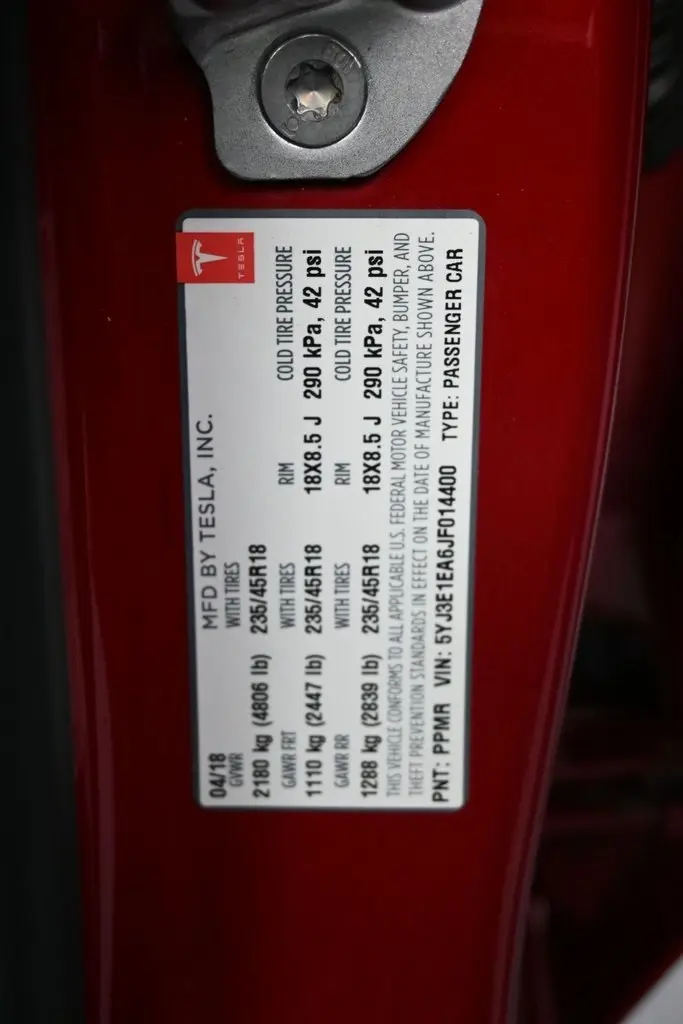 TESLA
MFD BY TESLA, INC.
04/18
GVWR WITH TIRES
2180 kg (4806 lb) 235/45R18
GAWR FRT WITH TIRES RIM COLD TIRE PRESSURE
1110 kg (2447 lb) 235/45R18 18X8.5 J 290 kPa, 42 psi
GAWR RR WITH TIRES RIM COLD TIRE PRESSURE
1288 kg (2839 lb) 235/45R18 18X8.5 J 290 kPa, 42 psi
THIS VEHICLE CONFORMS TO ALL APPLICABLE U.S. FEDERAL MOTOR VEHICLE SAFETY, BUMPER, AND
THEFT PREVENTION STANDARDS IN EFFECT ON THE DATE OF MANUFACTURE SHOWN ABOVE.
PNT: PPMR VIN: 5YJ3E1EA6JF014400 TYPE: PASSENGER CAR